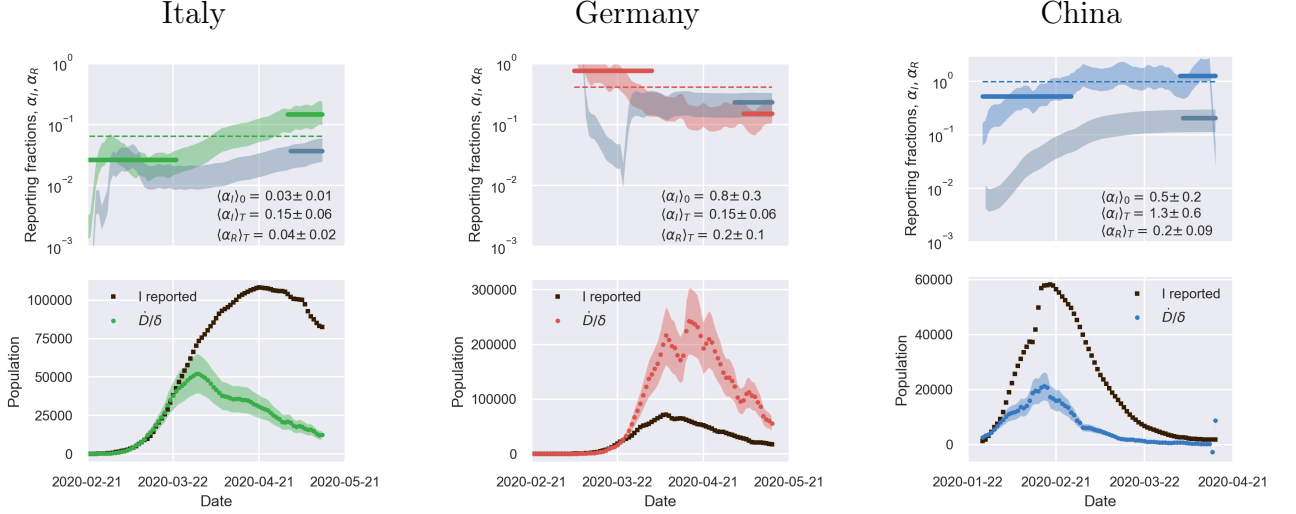 Italy
Germany
China
Reporting fractions, α_I, α_R
10^0
10^-1
10^-2
10^-3
⟨α_I⟩_0 = 0.03± 0.01
⟨α_I⟩_T = 0.15± 0.06
⟨α_R⟩_T = 0.04± 0.02
Reporting fractions, α_I, α_R
10^0
10^-1
10^-2
10^-3
⟨α_I⟩_0 = 0.8± 0.3
⟨α_I⟩_T = 0.15± 0.06
⟨α_R⟩_T = 0.2± 0.1
Reporting fractions, α_I, α_R
10^0
10^-1
10^-2
10^-3
⟨α_I⟩_0 = 0.5± 0.2
⟨α_I⟩_T = 1.3± 0.6
⟨α_R⟩_T = 0.2± 0.09
Population
100000
75000
50000
25000
0
I reported
Ḋ/δ
2020-02-21
2020-03-22
2020-04-21
2020-05-21
Date
Population
300000
200000
100000
0
I reported
Ḋ/δ
2020-02-21
2020-03-22
2020-04-21
2020-05-21
Date
Population
60000
40000
20000
0
I reported
Ḋ/δ
2020-01-22
2020-02-21
2020-03-22
2020-04-21
Date